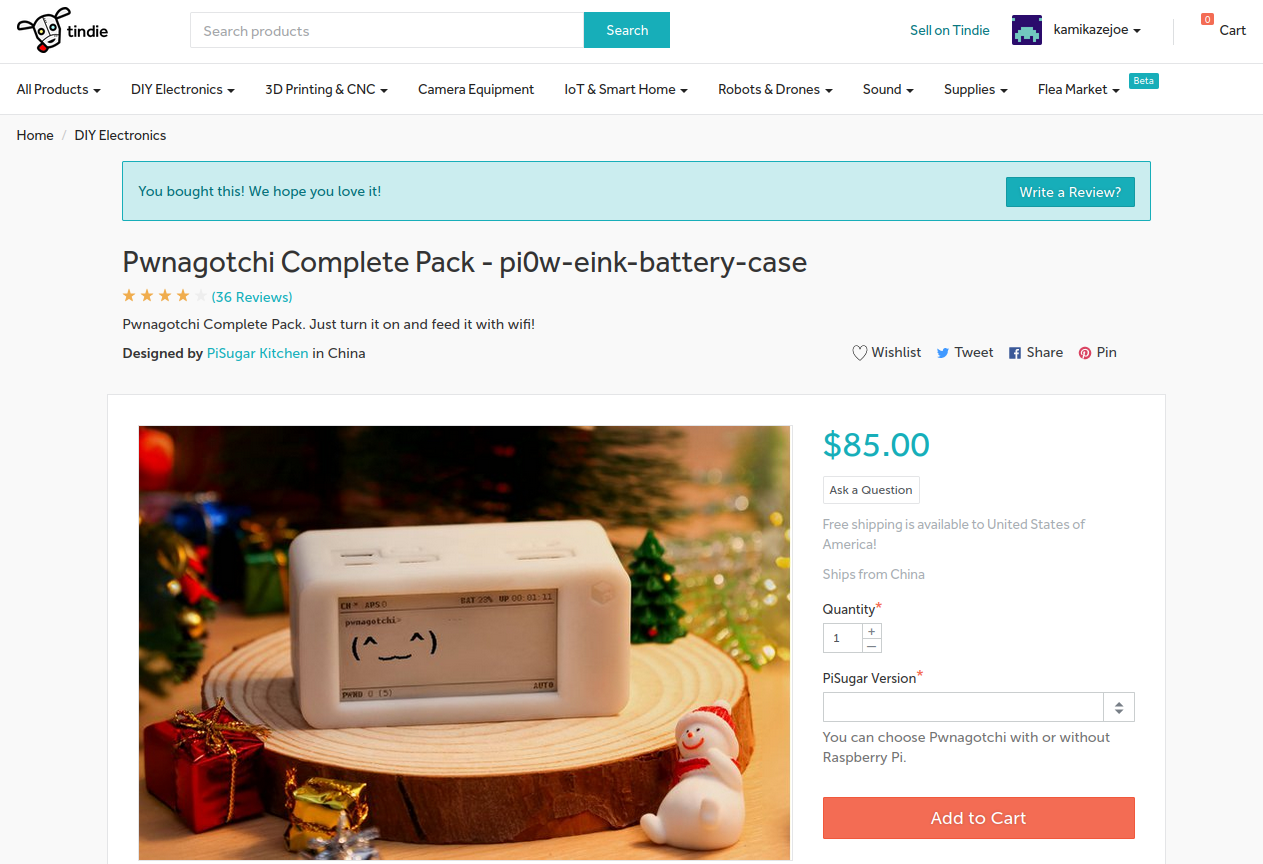 tindie
Search products
Search
Sell on Tindie
kamikazejoe
0
Cart
All Products
DIY Electronics
3D Printing & CNC
Camera Equipment
IoT & Smart Home
Robots & Drones
Sound
Supplies
Flea Market
Beta
Home / DIY Electronics
You bought this! We hope you love it!
Write a Review?
Pwnagotchi Complete Pack - pi0w-eink-battery-case
(36 Reviews)
Pwnagotchi Complete Pack. Just turn it on and feed it with wifi!
Designed by PiSugar Kitchen in China
Wishlist
Tweet
Share
Pin
CH * APS 0 BAT 22% UP 00:01:11
pwnagotchi>
(^‿‿^)
PWND 0 (5) AUTO
$85.00
Ask a Question
Free shipping is available to United States of
America!
Ships from China
Quantity*
1
+
–
PiSugar Version*
You can choose Pwnagotchi with or without
Raspberry Pi.
Add to Cart